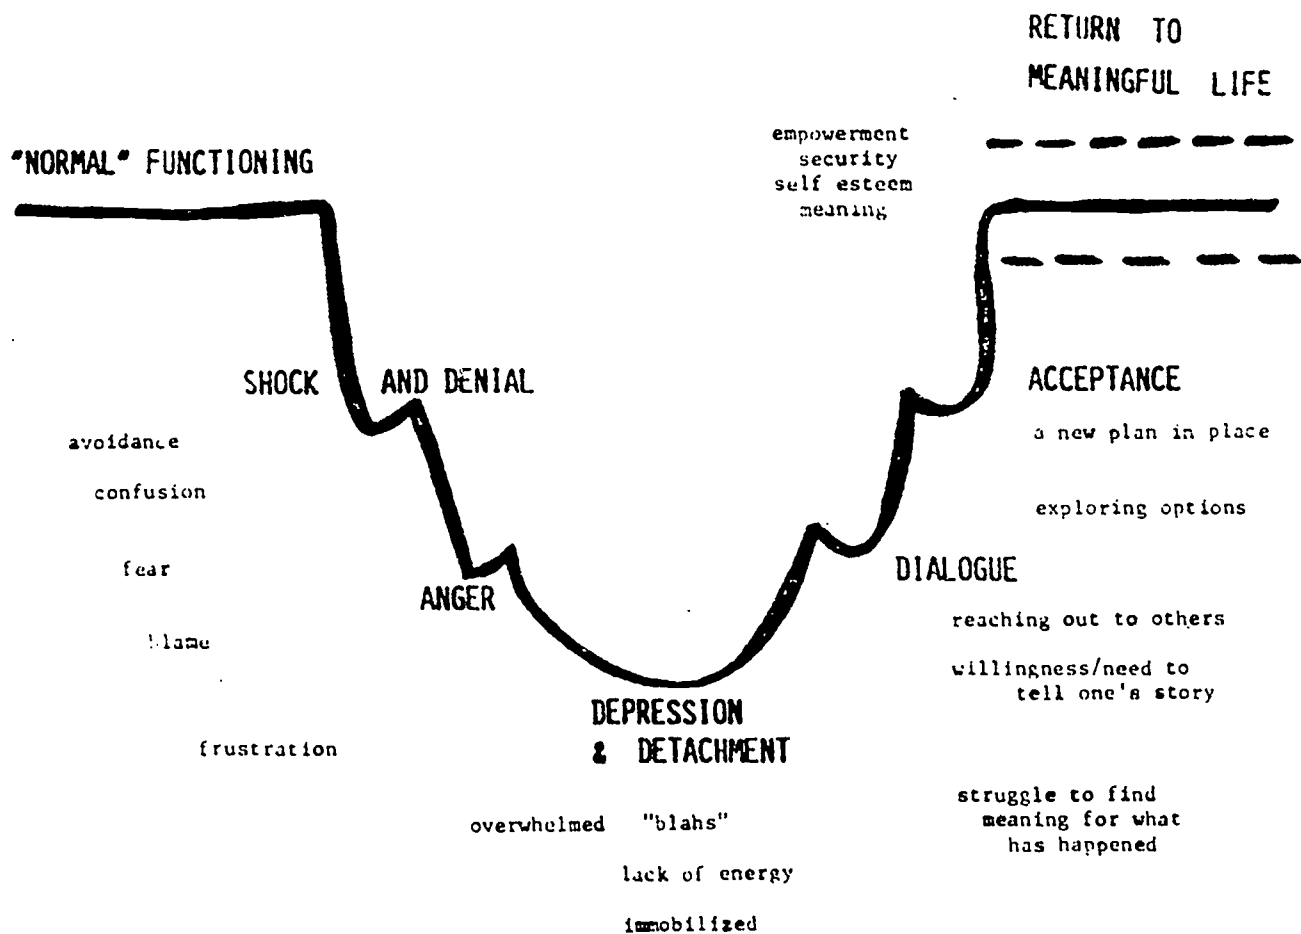 RETURN TO
MEANINGFUL LIFE
"NORMAL" FUNCTIONING
empowerment
security
self esteem
meaning
SHOCK AND DENIAL
avoidance
confusion
fear
blame
frustration
ANGER
DEPRESSION
& DETACHMENT
overwhelmed "blahs"
lack of energy
immobilized
DIALOGUE
reaching out to others
willingness/need to
tell one's story
struggle to find
meaning for what
has happened
ACCEPTANCE
a new plan in place
exploring options